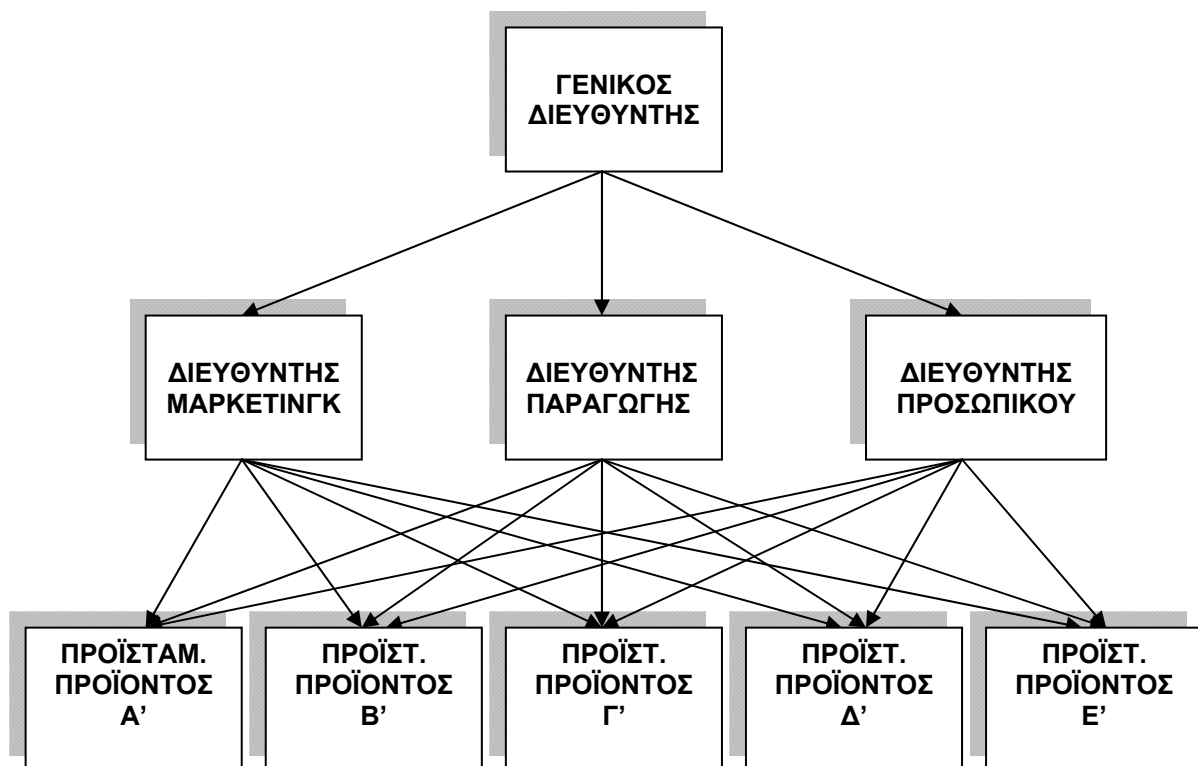 ΓΕΝΙΚΟΣ
ΔΙΕΥΘΥΝΤΗΣ
ΔΙΕΥΘΥΝΤΗΣ
ΜΑΡΚΕΤΙΝΓΚ
ΔΙΕΥΘΥΝΤΗΣ
ΠΑΡΑΓΩΓΗΣ
ΔΙΕΥΘΥΝΤΗΣ
ΠΡΟΣΩΠΙΚΟΥ
ΠΡΟΪΣΤΑΜ.
ΠΡΟΪΟΝΤΟΣ
Α’
ΠΡΟΪΣΤ.
ΠΡΟΪΟΝΤΟΣ
Β’
ΠΡΟΪΣΤ.
ΠΡΟΪΟΝΤΟΣ
Γ’
ΠΡΟΪΣΤ.
ΠΡΟΪΟΝΤΟΣ
Δ’
ΠΡΟΪΣΤ.
ΠΡΟΪΟΝΤΟΣ
Ε’